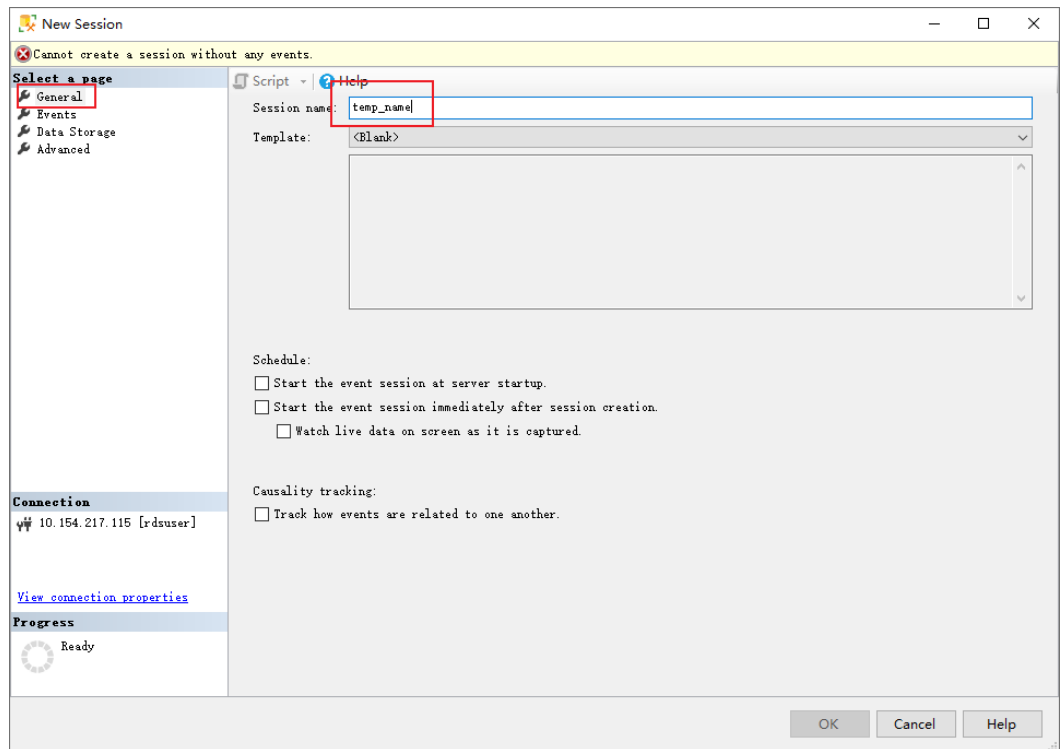 New Session
Cannot create a session without any events.
Select a page
General
Events
Data Storage
Advanced
Script
Help
Session name: temp_name
Template: <Blank>
Schedule:
Start the event session at server startup.
Start the event session immediately after session creation.
Watch live data on screen as it is captured.
Causality tracking:
Track how events are related to one another.
Connection
10.154.217.115 [rdsuser]
View connection properties
Progress
Ready
OK
Cancel
Help